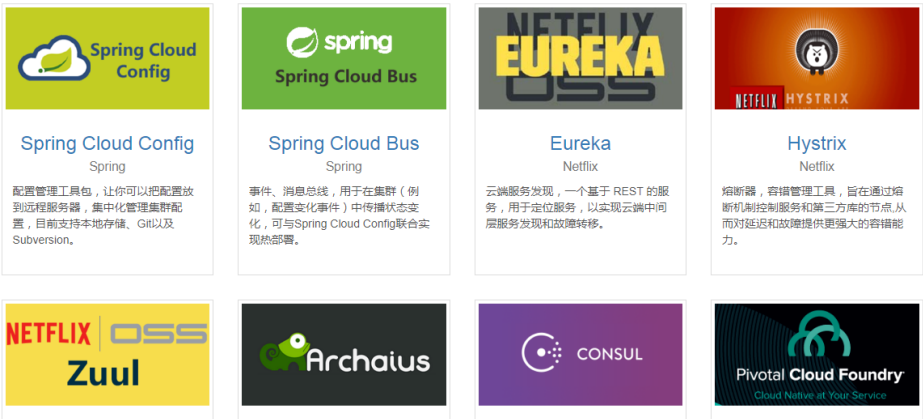 Spring Cloud
Config
spring
Spring Cloud Bus
NETFLIX
EUREKA
OSS
NETFLIX HYSTRIX
Spring Cloud Config
Spring
配置管理工具包，让你可以把配置放
到远程服务器，集中化管理集群配
置，目前支持本地存储、Git以及
Subversion。
Spring Cloud Bus
Spring
事件、消息总线，用于在集群（例
如，配置变化事件）中传播状态变
化，可与Spring Cloud Config联合实
现热部署。
Eureka
Netflix
云端服务发现，一个基于 REST 的服
务，用于定位服务，以实现云端中间
层服务发现和故障转移。
Hystrix
Netflix
熔断器，容错管理工具，旨在通过熔
断机制控制服务和第三方库的节点,从
而对延迟和故障提供更强大的容错能
力。
NETFLIX OSS
Zuul
Archaius
CONSUL
Pivotal Cloud Foundry
Cloud Native at Your Service